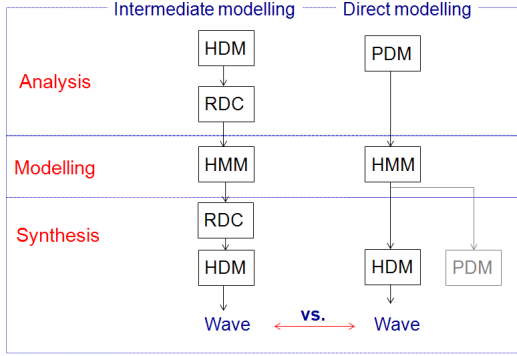 Intermediate modelling Direct modelling
HDM PDM
Analysis
RDC
Modelling HMM HMM
RDC
Synthesis
HDM HDM PDM
Wave vs. Wave